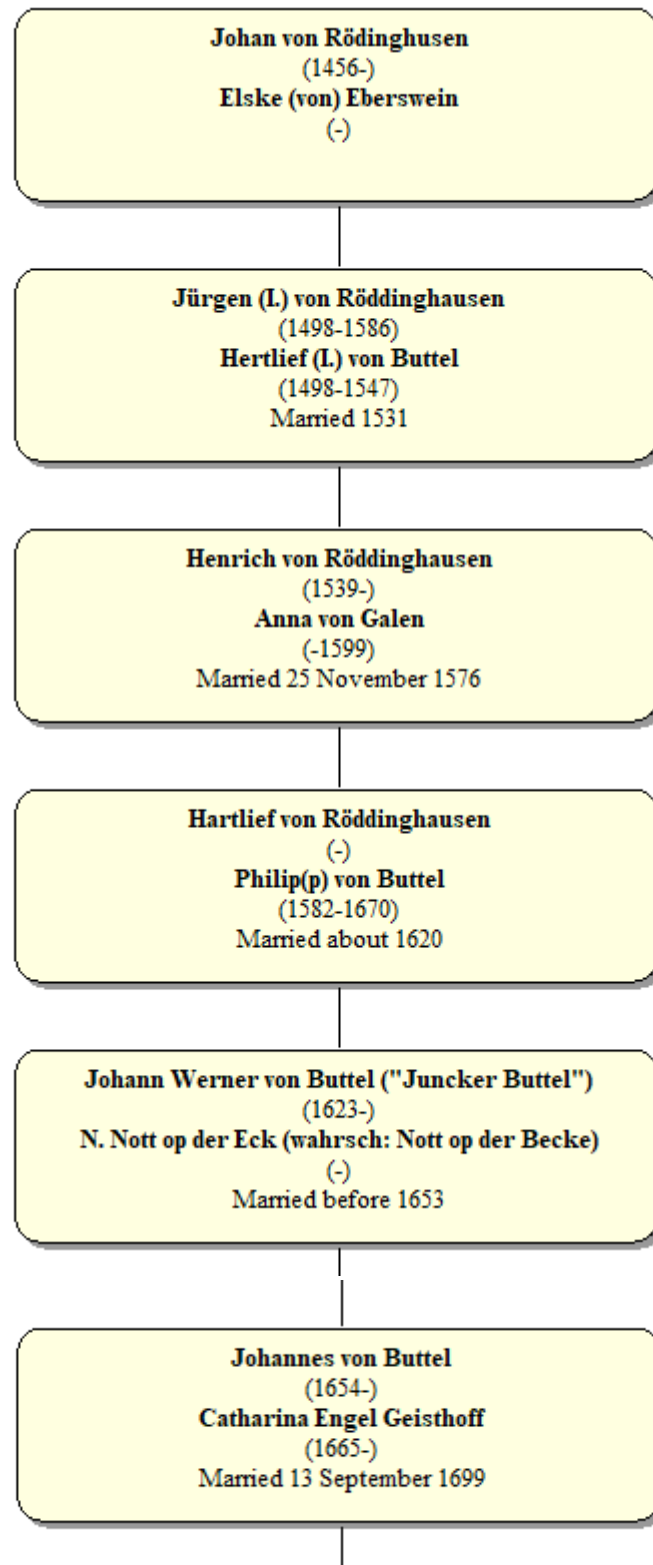 Johan von Rödinghusen
(1456-)
Elske (von) Eberswein
(-)
Jürgen (I.) von Röddinghausen
(1498-1586)
Hertlief (I.) von Buttel
(1498-1547)
Married 1531
Henrich von Röddinghausen
(1539-)
Anna von Galen
(-1599)
Married 25 November 1576
Hartlief von Röddinghausen
(-)
Philip(p) von Buttel
(1582-1670)
Married about 1620
Johann Werner von Buttel ("Juncker Buttel")
(1623-)
N. Nott op der Eck (wahrsch: Nott op der Becke)
(-)
Married before 1653
Johannes von Buttel
(1654-)
Catharina Engel Geisthoff
(1665-)
Married 13 September 1699